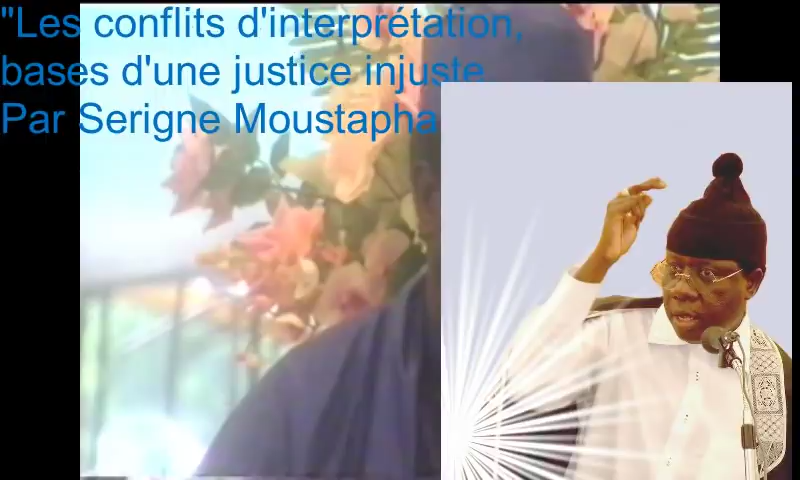 "Les conflits d'interprétation,
bases d'une justice injuste
Par Serigne Moustapha